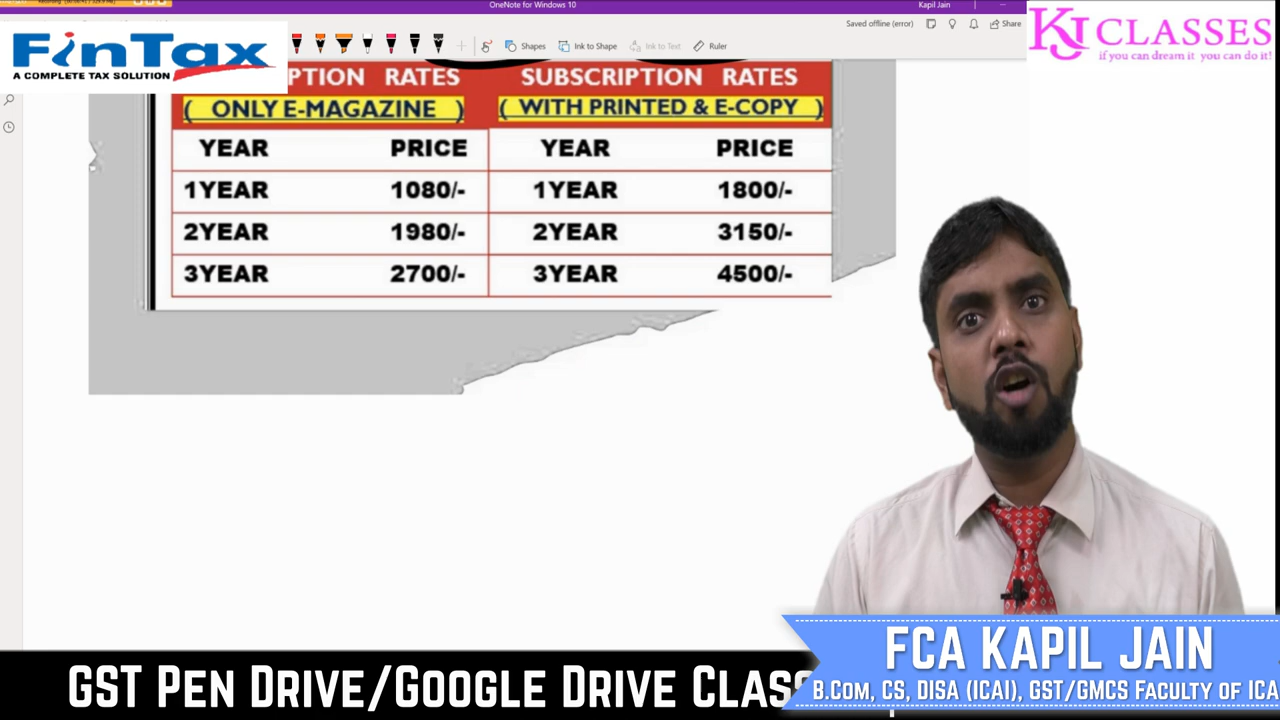 OneNote for Windows 10
Kapil Jain
Saved offline (error)
Share
Shapes
Ink to Shape
Ink to Text
Ruler
FinTax
A COMPLETE TAX SOLUTION
KJ CLASSES
if you can dream it you can do it!
PTION RATES
SUBSCRIPTION RATES
( ONLY E-MAGAZINE )
( WITH PRINTED & E-COPY )
YEAR PRICE YEAR PRICE
1YEAR 1080/- 1YEAR 1800/-
2YEAR 1980/- 2YEAR 3150/-
3YEAR 2700/- 3YEAR 4500/-
FCA KAPIL JAIN
B.COM, CS, DISA (ICAI), GST/GMCS FACULTY OF ICA
GST PEN DRIVE/GOOGLE DRIVE CLASS